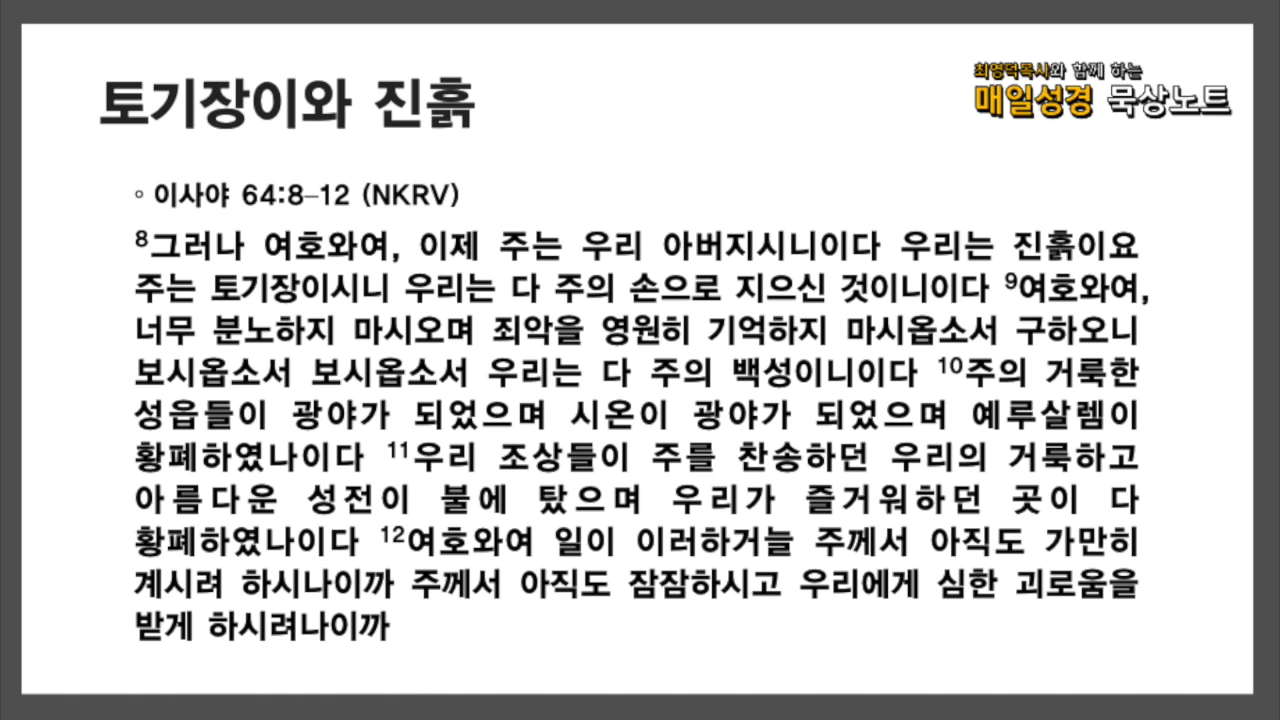 최영덕목사와 함께 하는
매일성경 묵상노트
토기장이와 진흙
◦ 이사야 64:8–12 (NKRV)
⁸그러나 여호와여, 이제 주는 우리 아버지시니이다 우리는 진흙이요
주는 토기장이시니 우리는 다 주의 손으로 지으신 것이니이다 ⁹여호와여,
너무 분노하지 마시오며 죄악을 영원히 기억하지 마시옵소서 구하오니
보시옵소서 보시옵소서 우리는 다 주의 백성이니이다 ¹⁰주의 거룩한
성읍들이 광야가 되었으며 시온이 광야가 되었으며 예루살렘이
황폐하였나이다 ¹¹우리 조상들이 주를 찬송하던 우리의 거룩하고
아름다운 성전이 불에 탔으며 우리가 즐거워하던 곳이 다
황폐하였나이다 ¹²여호와여 일이 이러하거늘 주께서 아직도 가만히
계시려 하시나이까 주께서 아직도 잠잠하시고 우리에게 심한 괴로움을
받게 하시려나이까